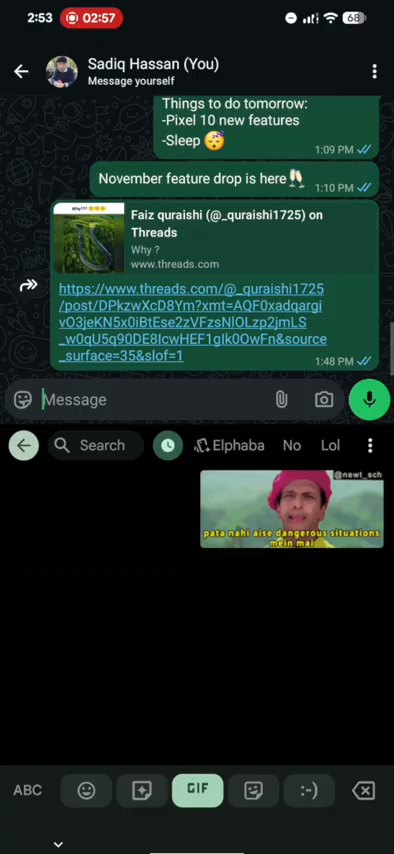 2:53
02:57
68
Sadiq Hassan (You)
Message yourself
Things to do tomorrow:
-Pixel 10 new features
-Sleep 😴
1:09 PM
November feature drop is here🥂
1:10 PM
Why??? 😁😁😁
Faiz quraishi (@_quraishi1725) on
Threads
Why ?
www.threads.com
https://www.threads.com/@_quraishi1725
/post/DPkzwXcD8Ym?xmt=AQF0xadqargi
vO3jeKN5x0iBtEse2zVFzsNlOLzp2jmLS
_w0qU5q90DE8IcwHEF1gIk0OwFn&source
_surface=35&slof=1
1:48 PM
Message
Search
Elphaba
No
Lol
@newt_sch
pata nahi aise dangerous situations
mein mai
ABC
GIF
:-)